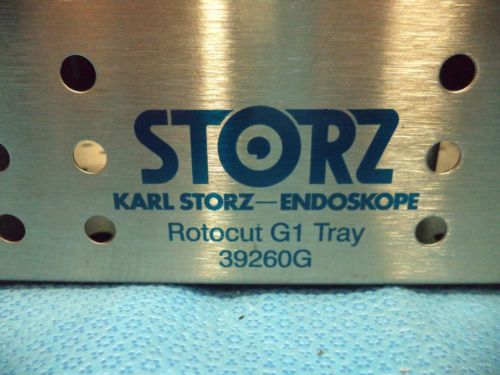 STORZ
KARL STORZ—ENDOSKOPE
Rotocut G1 Tray
39260G